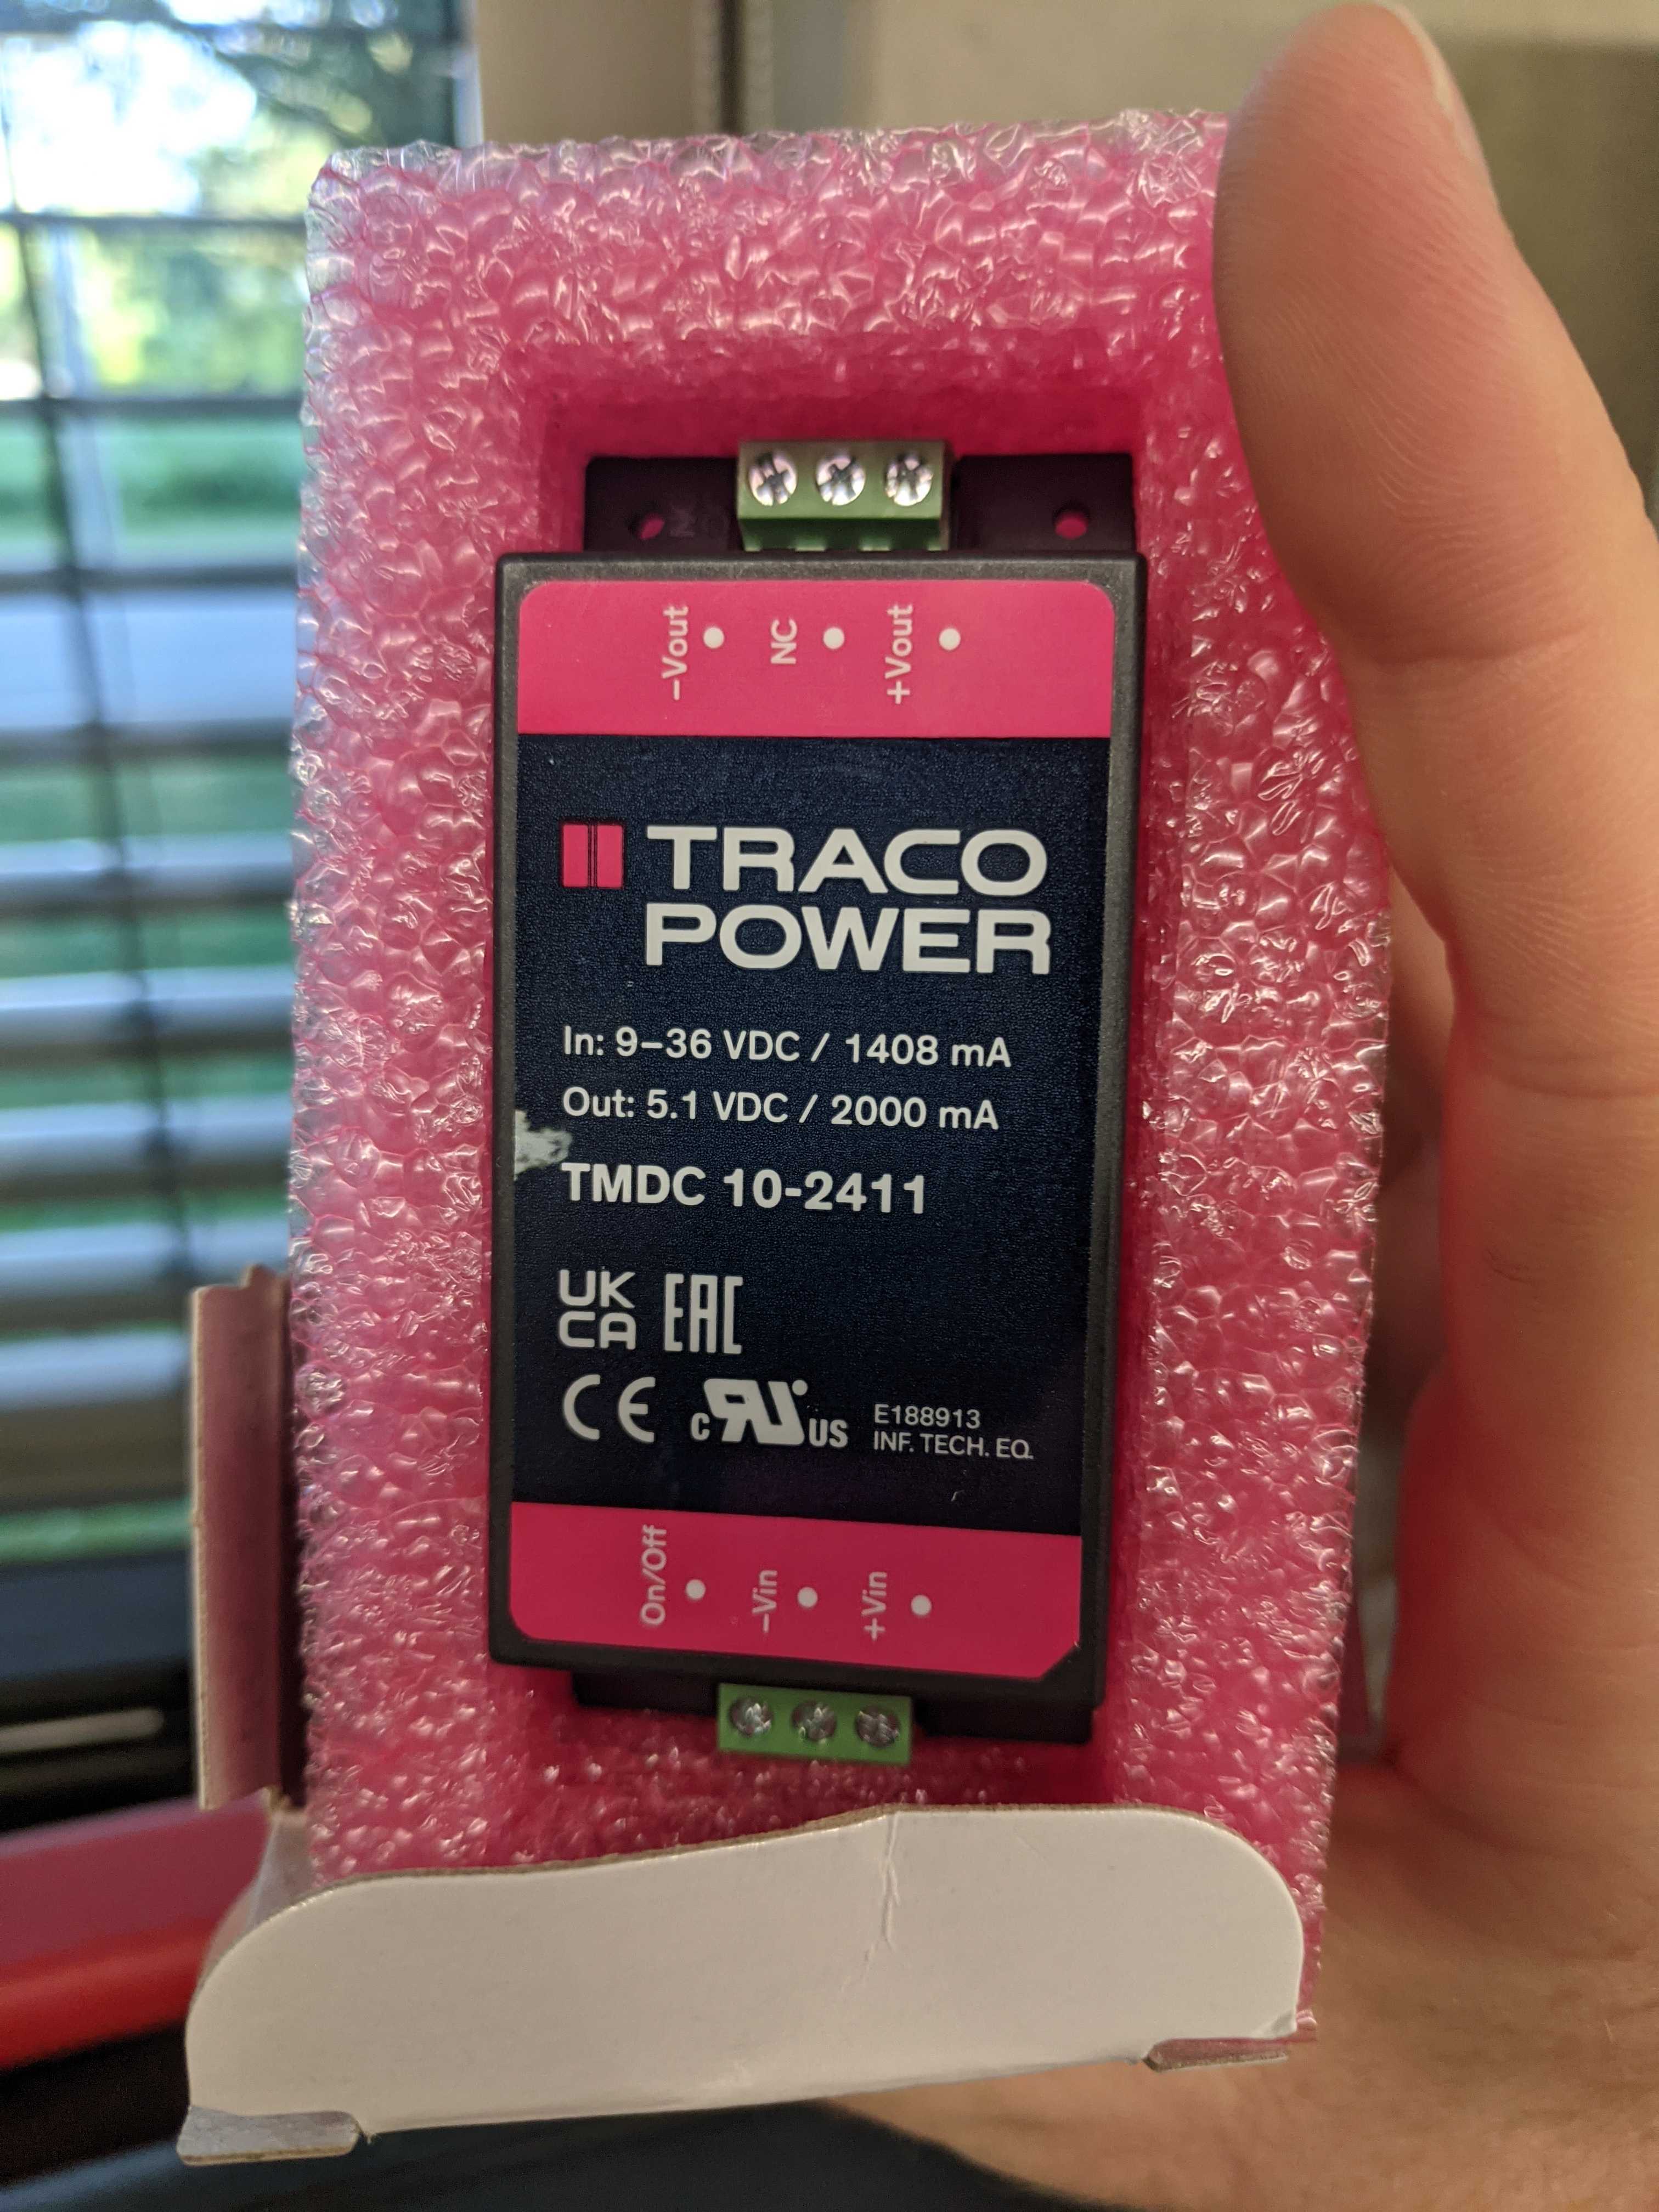 -Vout
NC
+Vout
TRACO
POWER
In: 9–36 VDC / 1408 mA
Out: 5.1 VDC / 2000 mA
TMDC 10-2411
UK
CA
EAC
CE
c RU US
E188913
INF. TECH. EQ.
On/Off
-Vin
+Vin